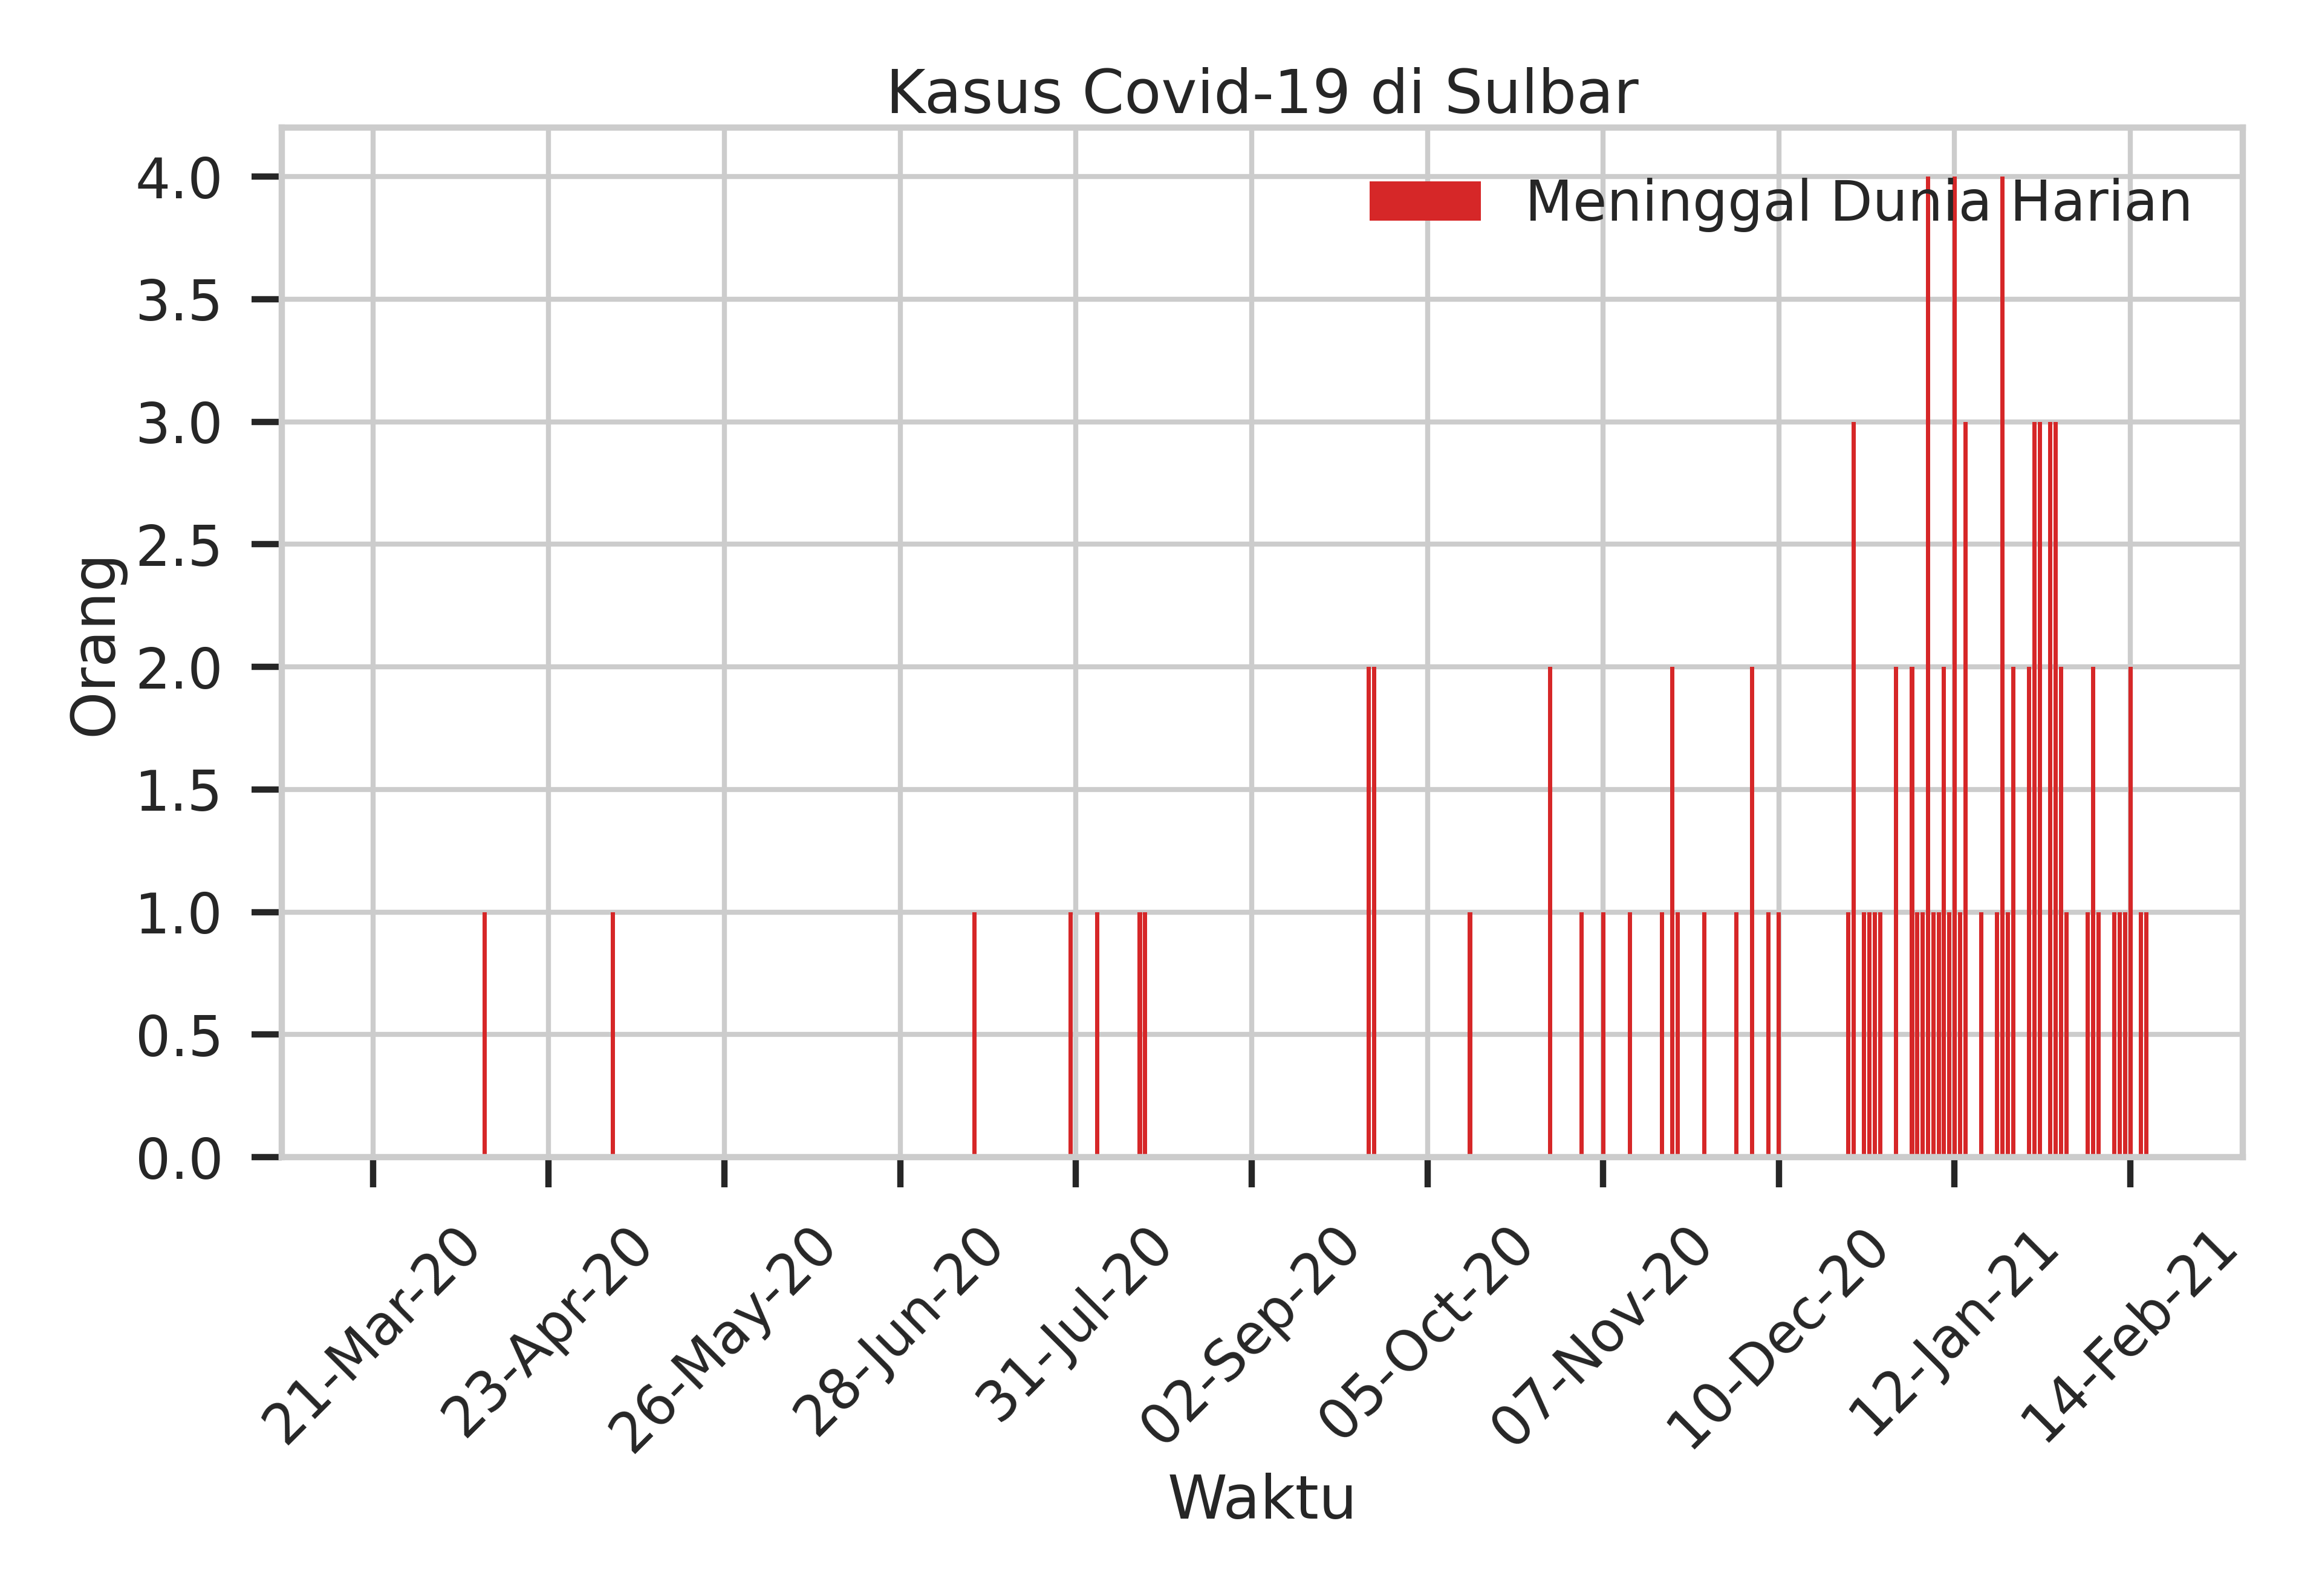 Kasus Covid-19 di Sulbar
Meninggal Dunia Harian
Orang
4.0
3.5
3.0
2.5
2.0
1.5
1.0
0.5
0.0
21-Mar-20
23-Apr-20
26-May-20
28-Jun-20
31-Jul-20
02-Sep-20
05-Oct-20
07-Nov-20
10-Dec-20
12-Jan-21
14-Feb-21
Waktu